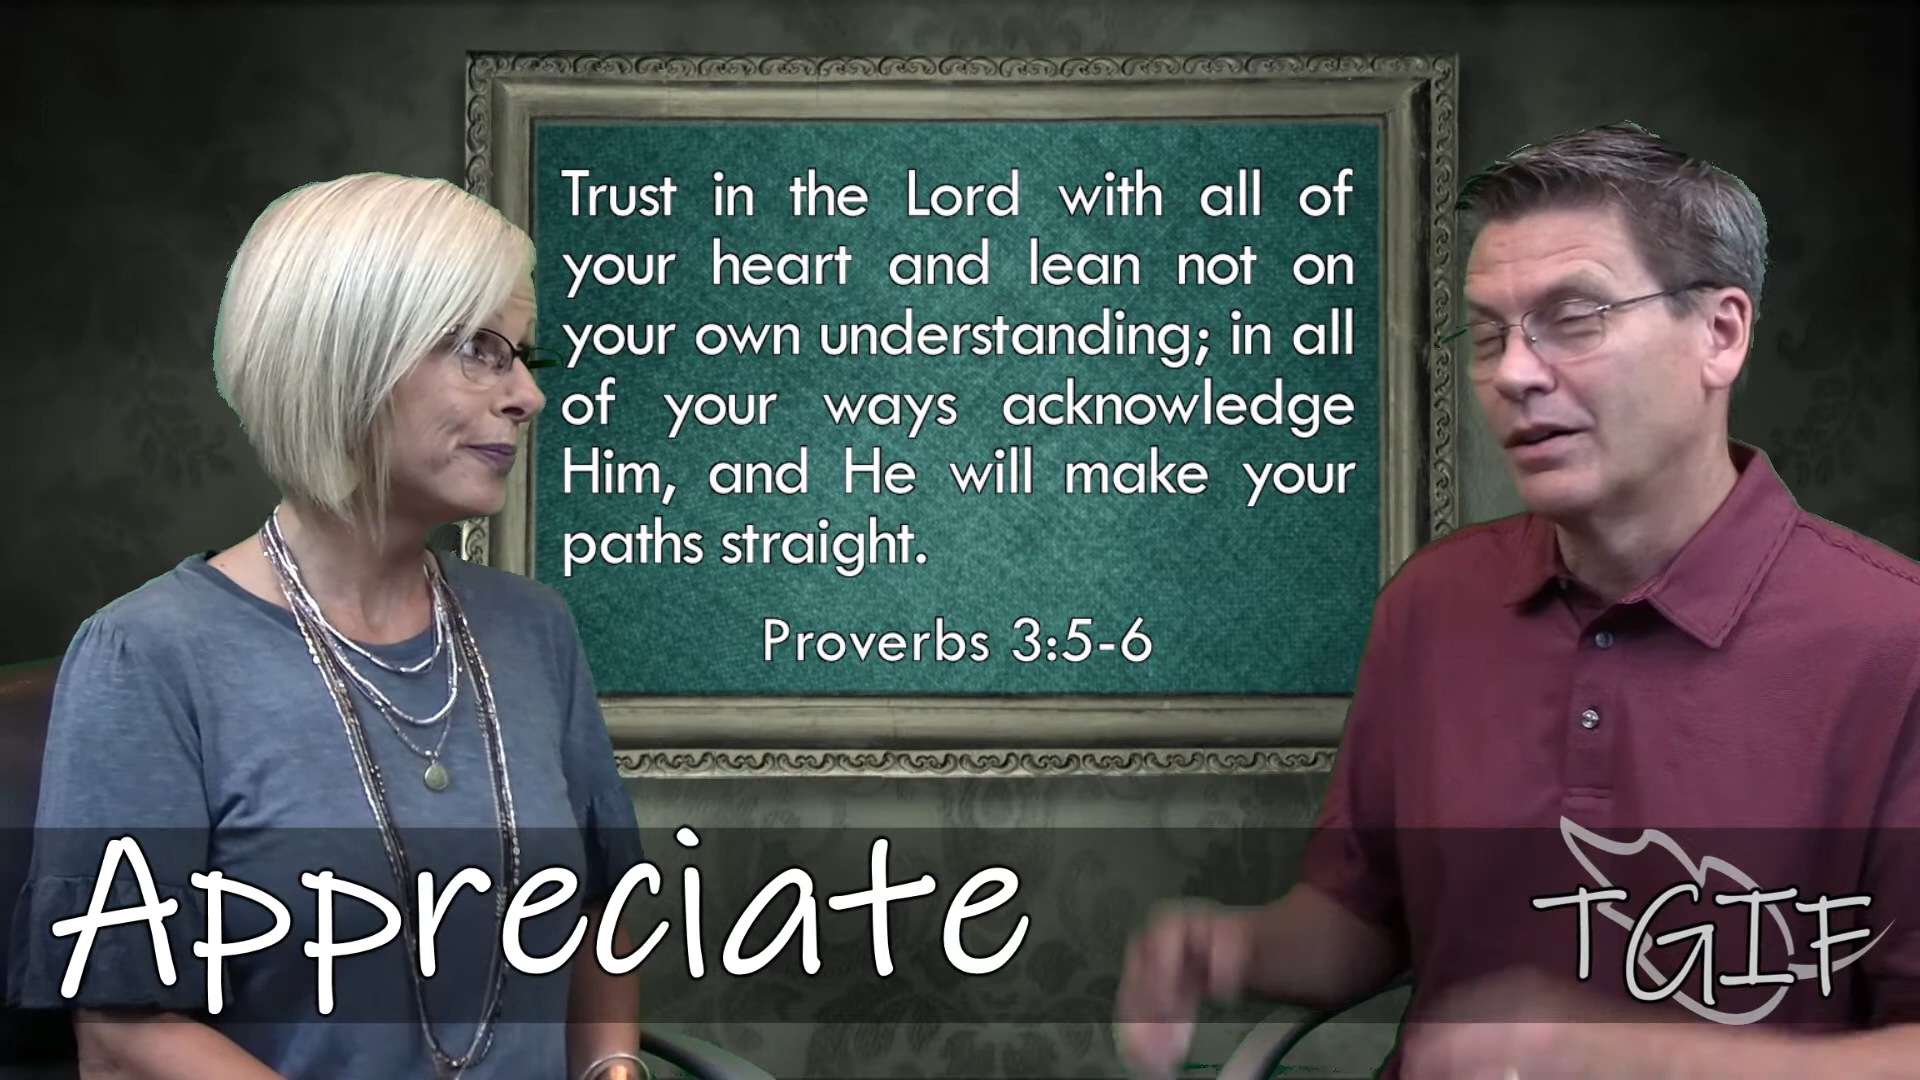 Trust in the Lord with all of
your heart and lean not on
your own understanding; in all
of your ways acknowledge
Him, and He will make your
paths straight.
Proverbs 3:5-6
Appreciate
TGIF